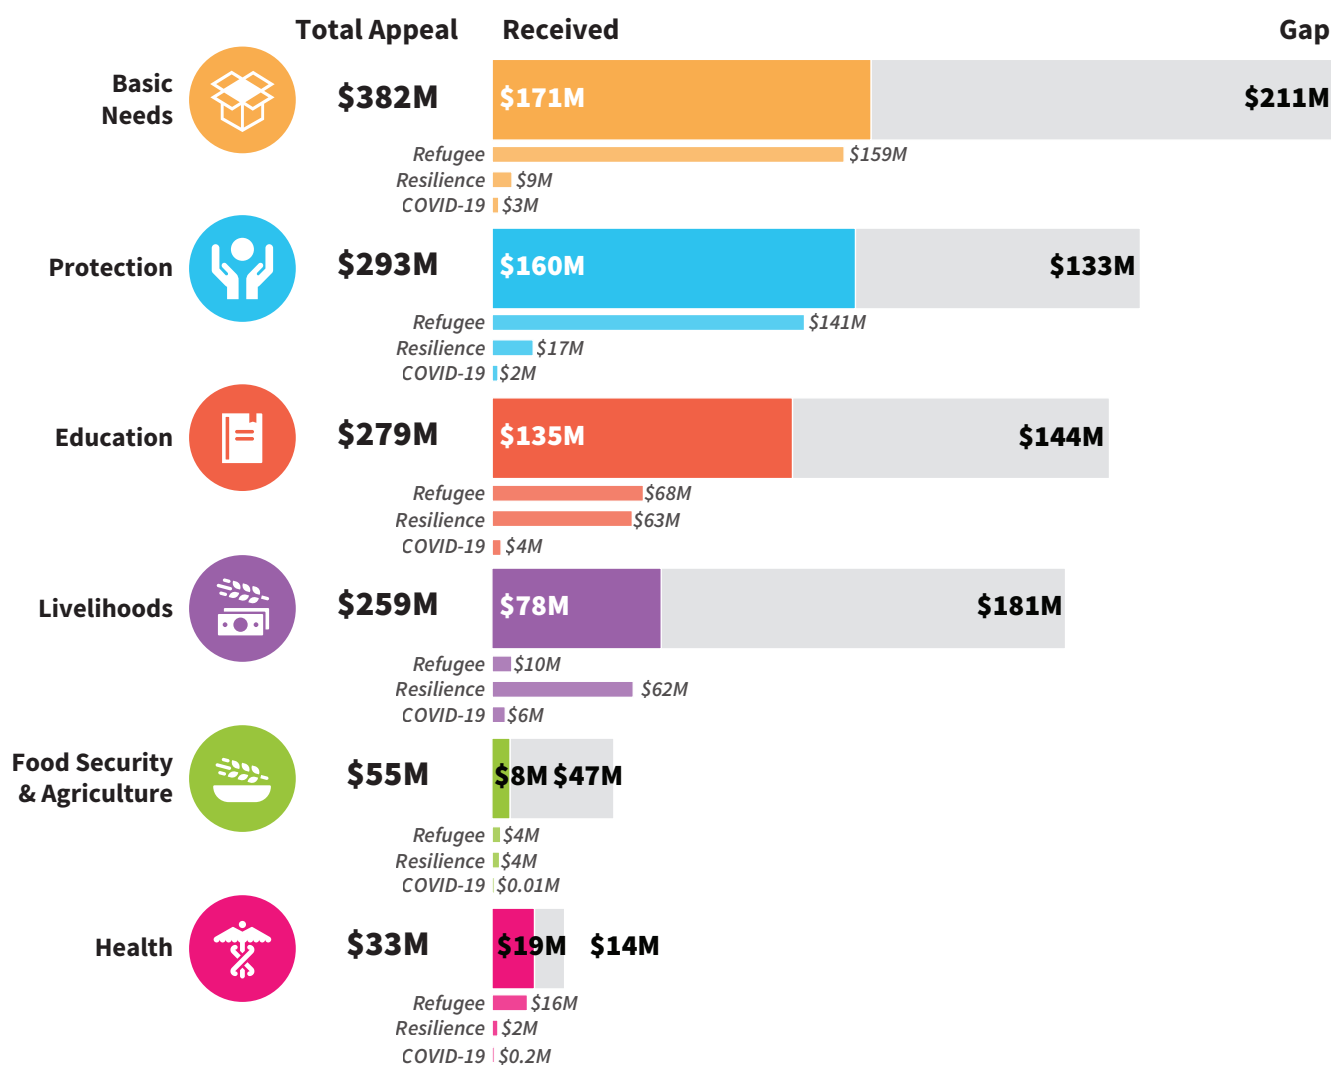 Total Appeal Received Gap
Basic
Needs
$382M $171M $211M
Refugee $159M
Resilience $9M
COVID-19 $3M
Protection $293M $160M $133M
Refugee $141M
Resilience $17M
COVID-19 $2M
Education $279M $135M $144M
Refugee $68M
Resilience $63M
COVID-19 $4M
Livelihoods $259M $78M $181M
Refugee $10M
Resilience $62M
COVID-19 $6M
Food Security
& Agriculture
$55M $8M $47M
Refugee $4M
Resilience $4M
COVID-19 $0.01M
Health $33M $19M $14M
Refugee $16M
Resilience $2M
COVID-19 $0.2M